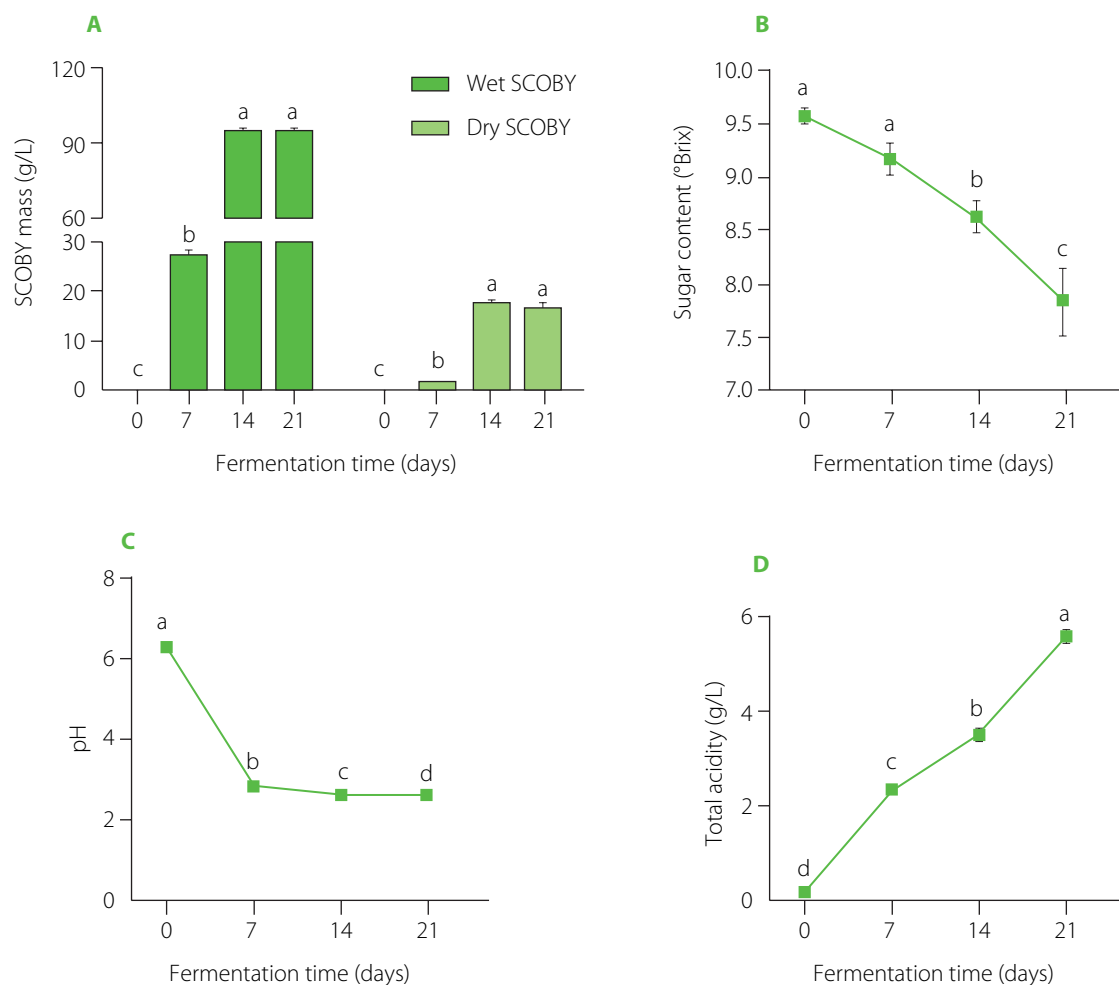 A
SCOBY mass (g/L)
120
90
60
30
20
10
0
Wet SCOBY
Dry SCOBY
c
b
a
a
c
b
a
a
0 7 14 21 0 7 14 21
Fermentation time (days)
B
Sugar content (°Brix)
10.0
9.5
9.0
8.5
8.0
7.5
7.0
a
a
b
c
0 7 14 21
Fermentation time (days)
C
pH
8
6
4
2
0
a
b
c
d
0 7 14 21
Fermentation time (days)
D
Total acidity (g/L)
6
4
2
0
d
c
b
a
0 7 14 21
Fermentation time (days)